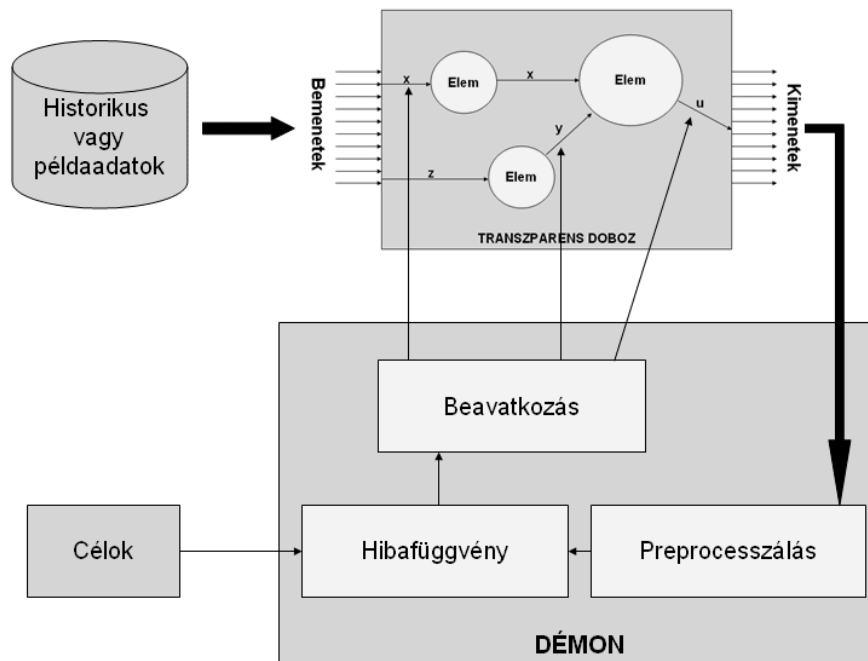 Historikus
vagy
példaadatok
Bemenetek
x
Elem
x
Elem
u
y
z
Elem
TRANSZPARENS DOBOZ
Kimenetek
Beavatkozás
Célok
Hibafüggvény
Preprocesszálás
DÉMON